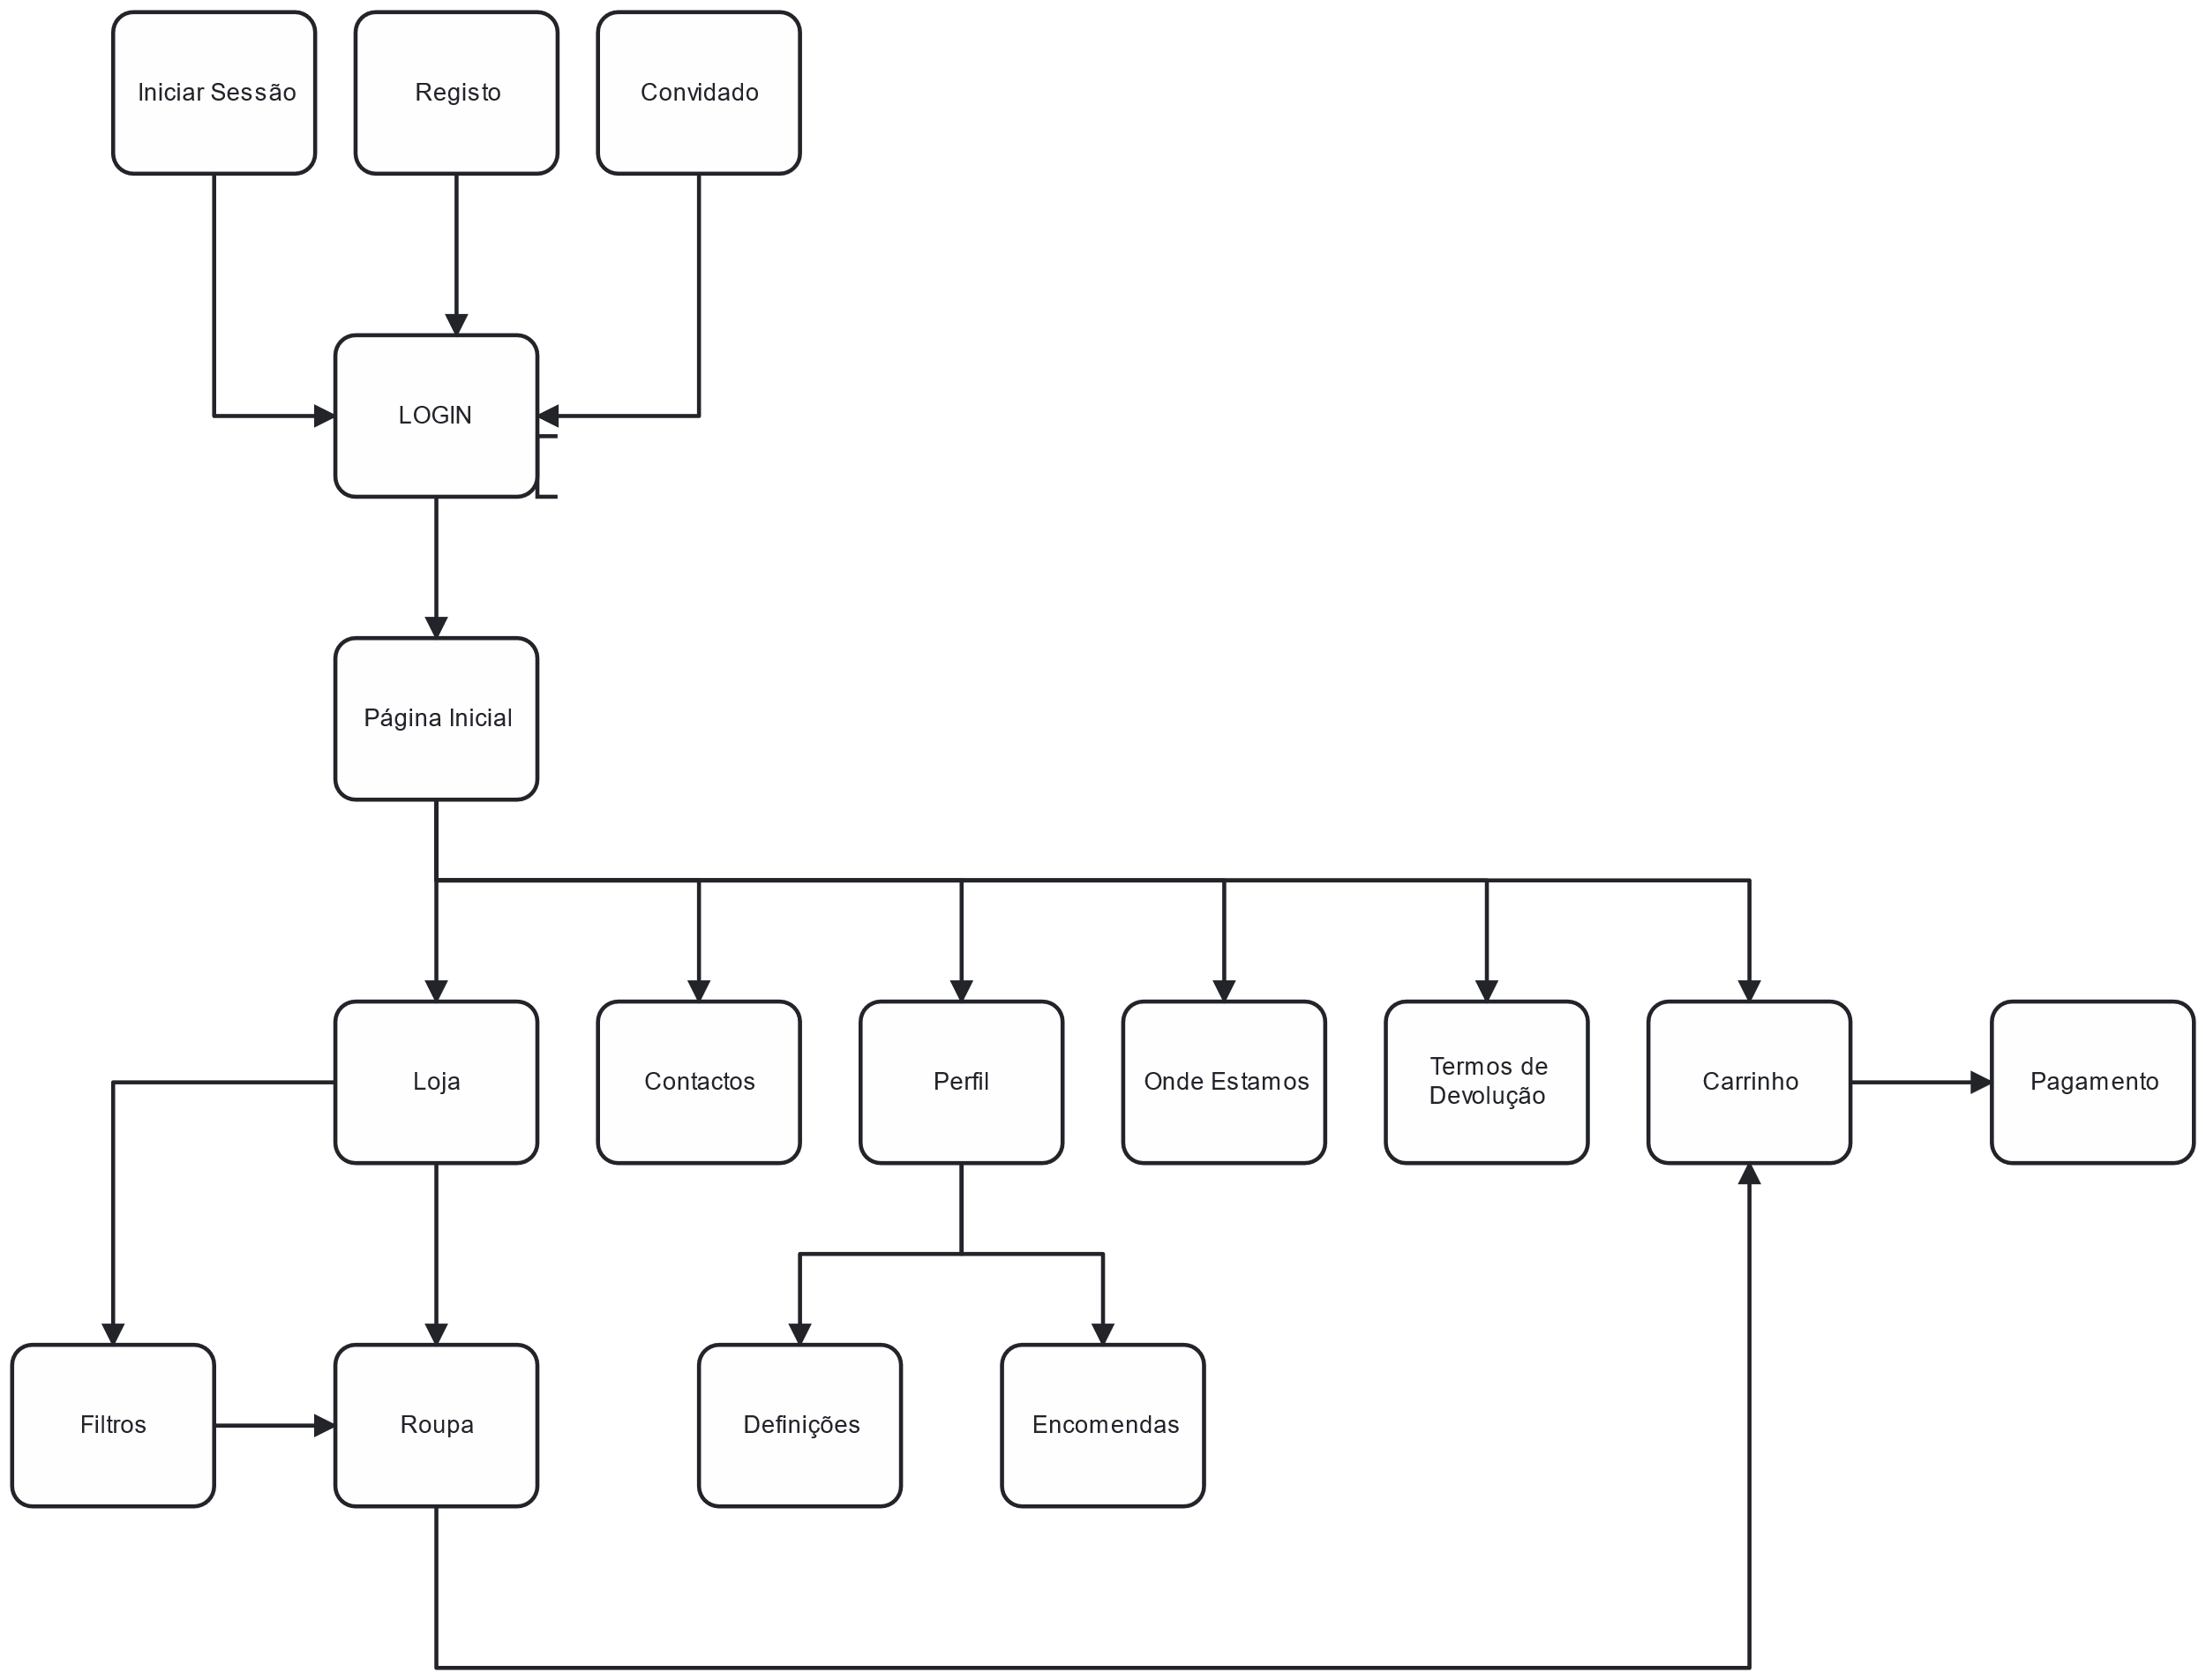 Iniciar Sessão
Registo
Convidado
LOGIN
Página Inicial
Loja
Contactos
Perfil
Onde Estamos
Termos de
Devolução
Carrinho
Pagamento
Filtros
Roupa
Definições
Encomendas